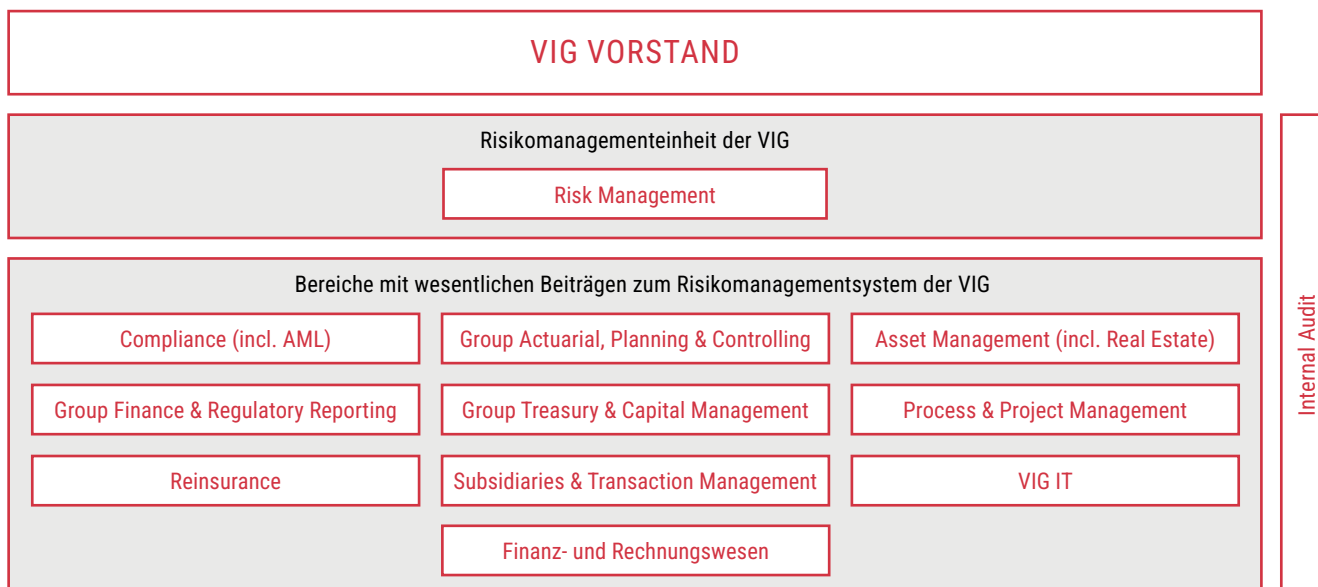 VIG VORSTAND
Risikomanagementeinheit der VIG
Risk Management
Bereiche mit wesentlichen Beiträgen zum Risikomanagementsystem der VIG
Compliance (incl. AML)
Group Actuarial, Planning & Controlling
Asset Management (incl. Real Estate)
Group Finance & Regulatory Reporting
Group Treasury & Capital Management
Process & Project Management
Reinsurance
Subsidiaries & Transaction Management
VIG IT
Finanz- und Rechnungswesen
Internal Audit